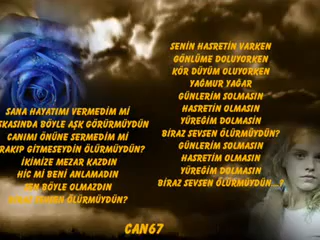 SANA HAYATIMI VERMEDİM Mİ
BÖYLE AŞK GÖRÜRMÜYDÜN
CANIMI ÖNÜNE SERMEDİM Mİ
GİTMESEYDİN ÖLÜRMÜYDÜN?
İKİMİZE MEZAR KAZDIN
HİÇ Mİ BENİ ANLAMADIN
SEN BÖYLE OLMAZDIN
SEVSEN ÖLÜRMÜYDÜN?
SENİN HASRETİN VARKEN
GÖNLÜME DOLUYORKEN
KÖR DÜYÜM OLUYORKEN
YAĞMUR YAĞAR
GÜNLERİM SOLMASIN
HASRETİN OLMASIN
YÜREĞİM DOLMASIN
BİRAZ SEVSEN ÖLÜRMÜYDÜN?
GÜNLERİM SOLMASIN
HASRETİM OLMASIN
YÜREĞİM DOLMASIN
BİRAZ SEVSEN ÖLÜRMÜYDÜN...?
CAN67